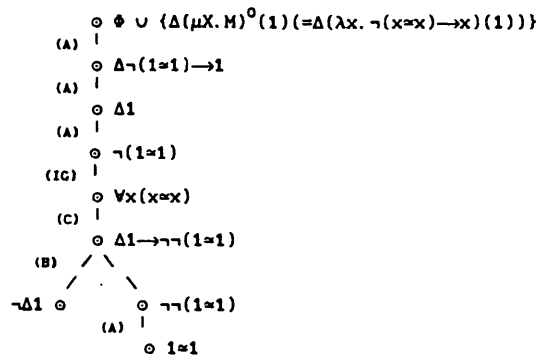 ⊙ Φ ∪ {Δ(μX.M)⁰(1)(=Δ(λx.¬(x≃x)→x)(1))}
(A)
⊙ Δ¬(1≃1)→1
(A)
⊙ Δ1
(A)
⊙ ¬(1≃1)
(IG)
⊙ ∀x(x≃x)
(C)
⊙ Δ1→¬¬(1≃1)
(B)
¬Δ1 ⊙ ⊙ ¬¬(1≃1)
(A)
⊙ 1≃1